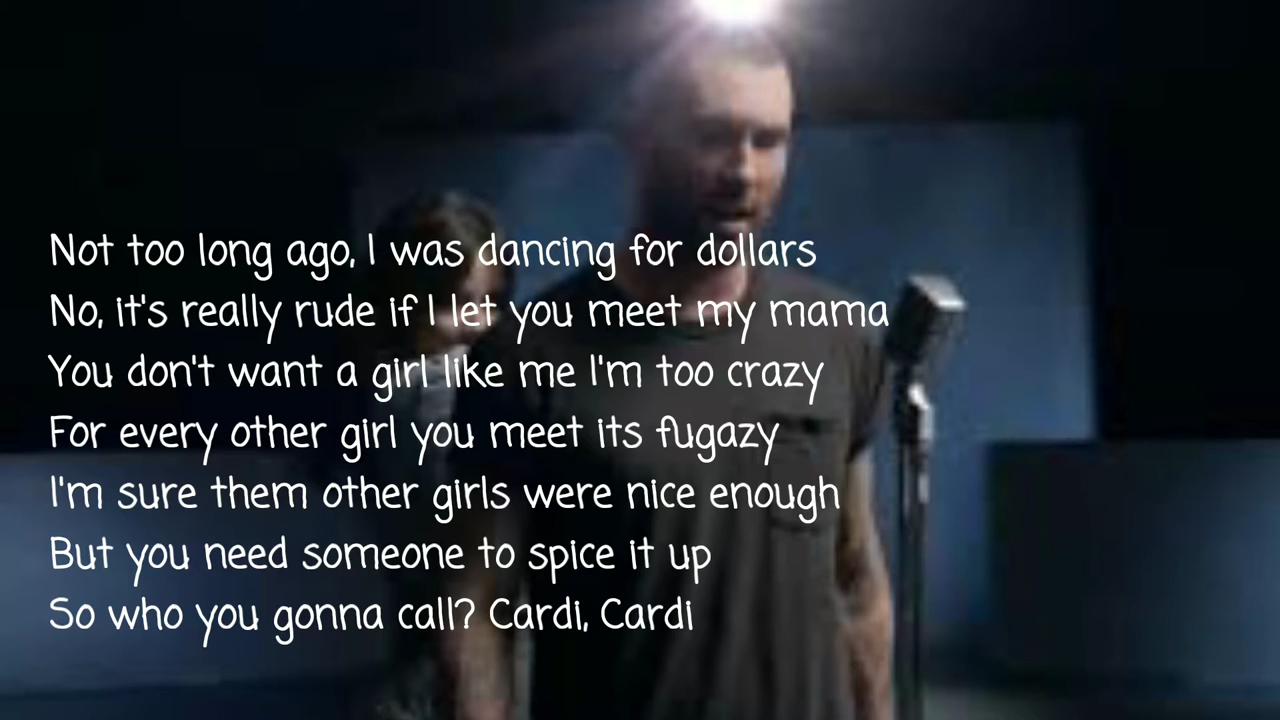 Not too long ago, I was dancing for dollars
No, it's really rude if I let you meet my mama
You don't want a girl like me I'm too crazy
For every other girl you meet its fugazy
I'm sure them other girls were nice enough
But you need someone to spice it up
So who you gonna call? Cardi, Cardi